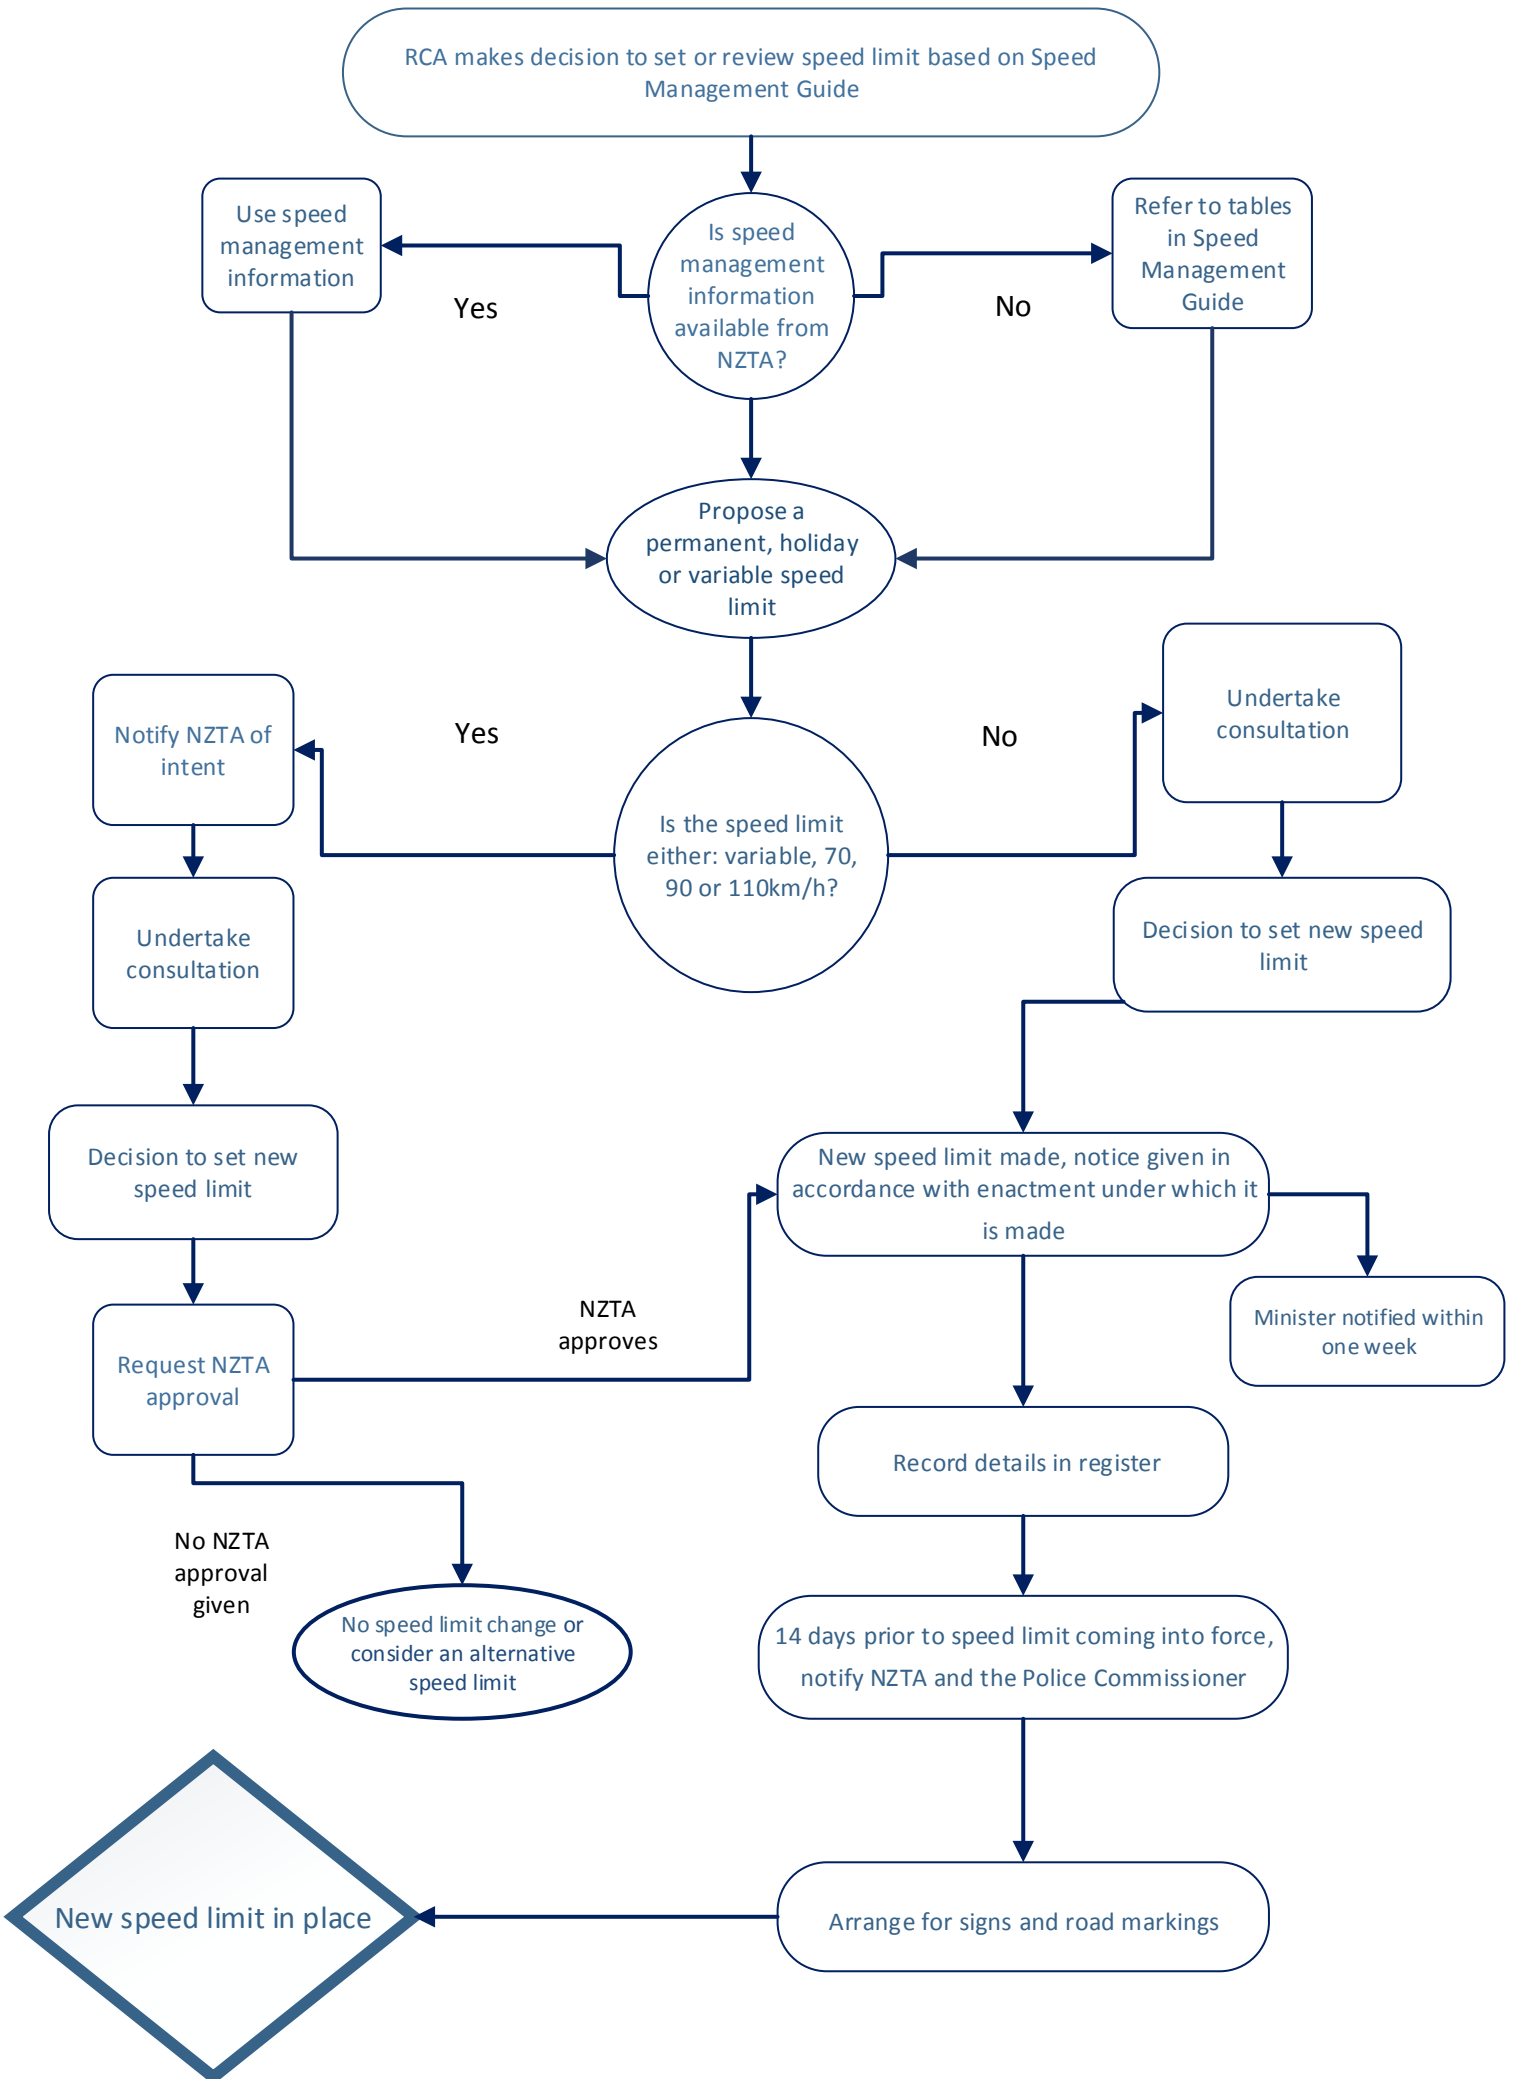 RCA makes decision to set or review speed limit based on Speed
Management Guide
Use speed
management
information
Is speed
management
information
available from
NZTA?
Refer to tables
in Speed
Management
Guide
Yes
No
Propose a
permanent, holiday
or variable speed
limit
Notify NZTA of
intent
Yes
No
Undertake
consultation
Is the speed limit
either: variable, 70,
90 or 110km/h?
Undertake
consultation
Decision to set new speed
limit
Decision to set new
speed limit
New speed limit made, notice given in
accordance with enactment under which it
is made
NZTA
approves
Minister notified within
one week
Request NZTA
approval
Record details in register
No NZTA
approval
given
No speed limit change or
consider an alternative
speed limit
14 days prior to speed limit coming into force,
notify NZTA and the Police Commissioner
New speed limit in place
Arrange for signs and road markings